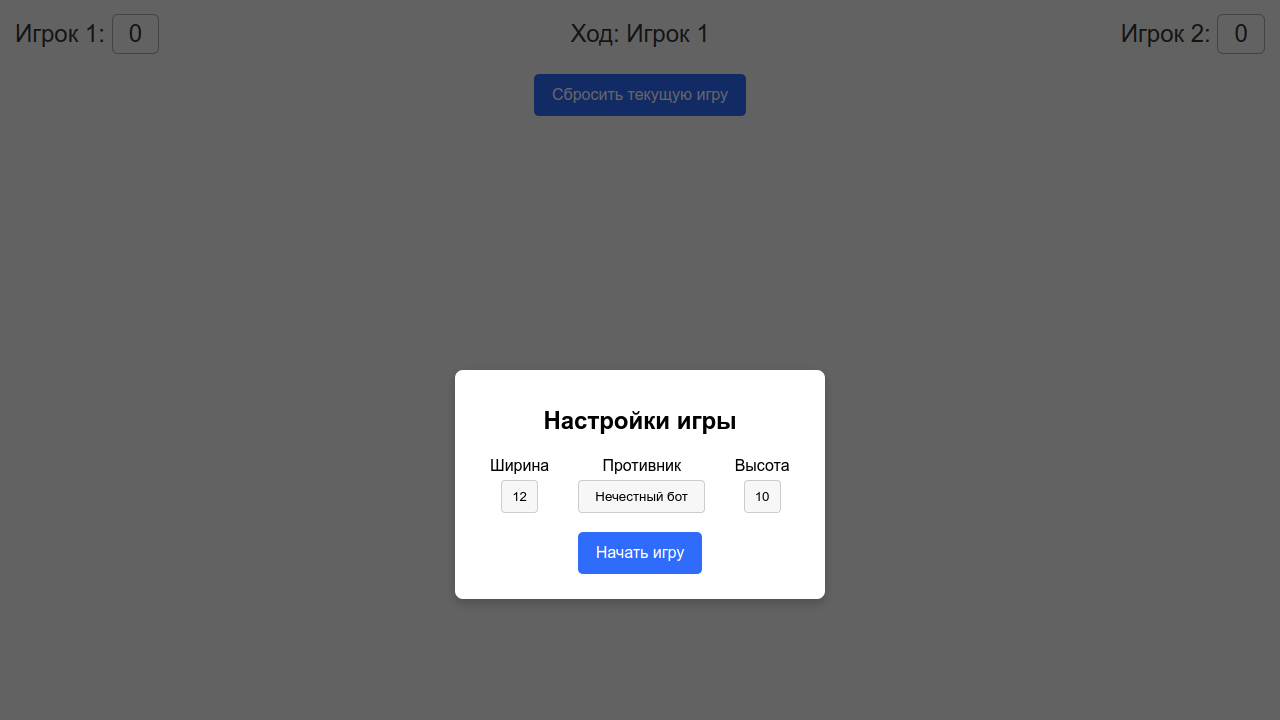 Игрок 1: 0
Ход: Игрок 1
Игрок 2: 0
Сбросить текущую игру
Настройки игры
Ширина
Противник
Высота
12
Нечестный бот
10
Начать игру